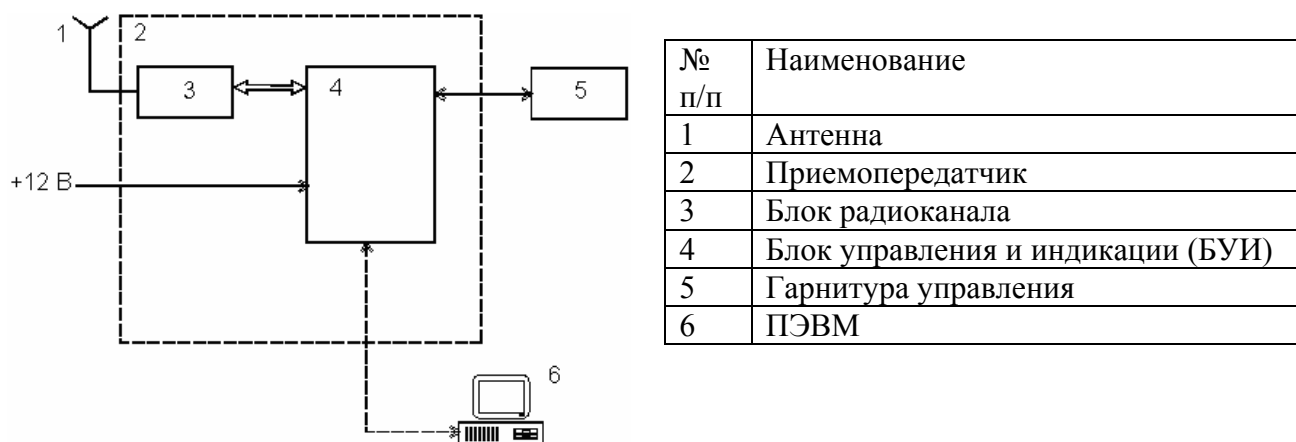 1
2
3
4
5
+12 В
6
№ п/п Наименование
1 Антенна
2 Приемопередатчик
3 Блок радиоканала
4 Блок управления и индикации (БУИ)
5 Гарнитура управления
6 ПЭВМ